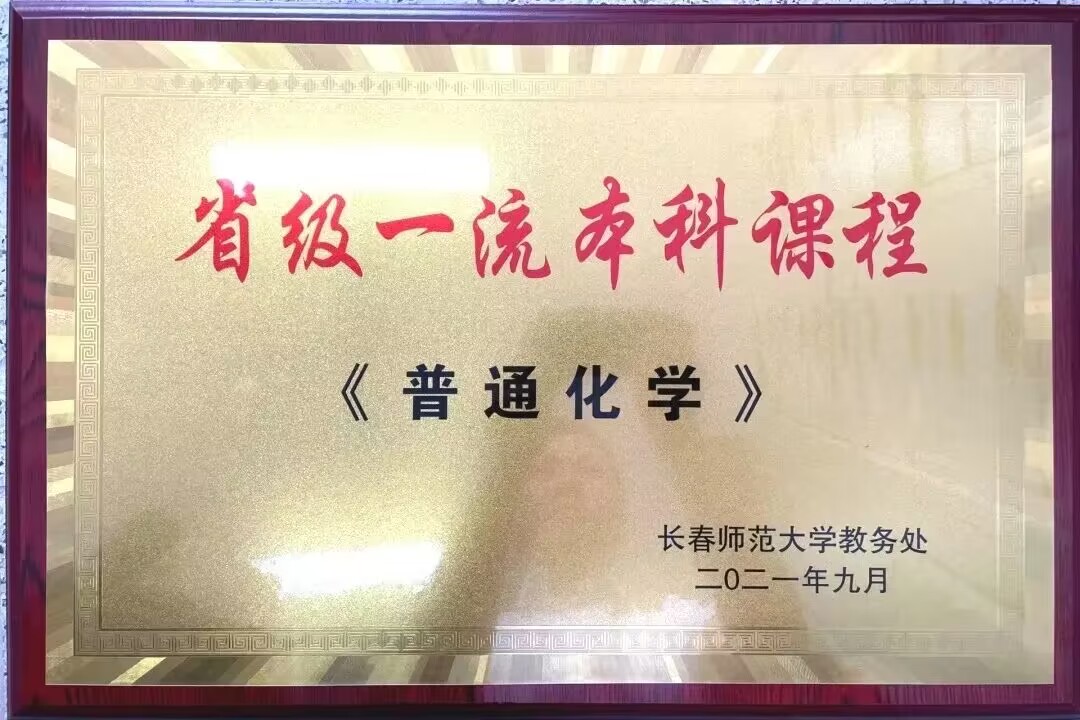 省级一流本科课程
《普通化学》
长春师范大学教务处
二〇二一年九月